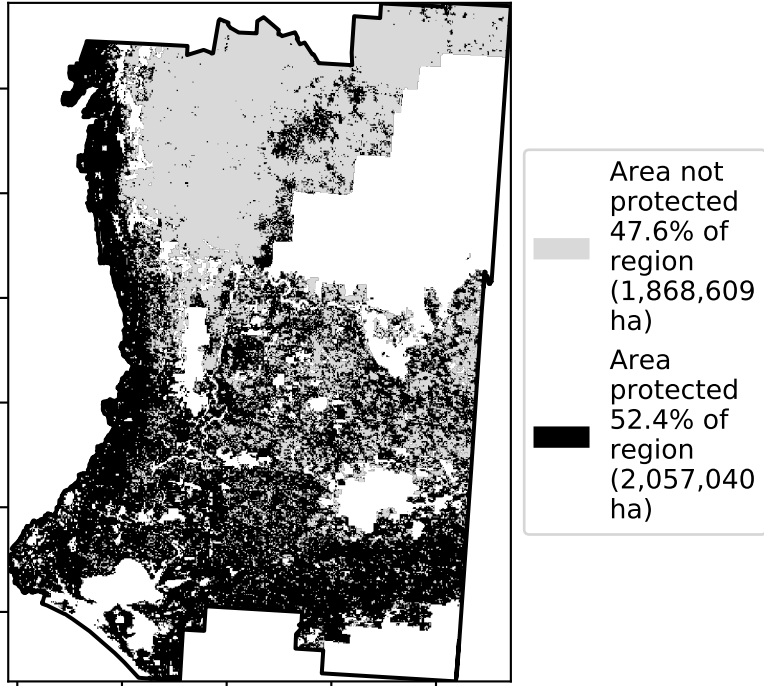 Area not
protected
47.6% of
region
(1,868,609
ha)
Area
protected
52.4% of
region
(2,057,040
ha)